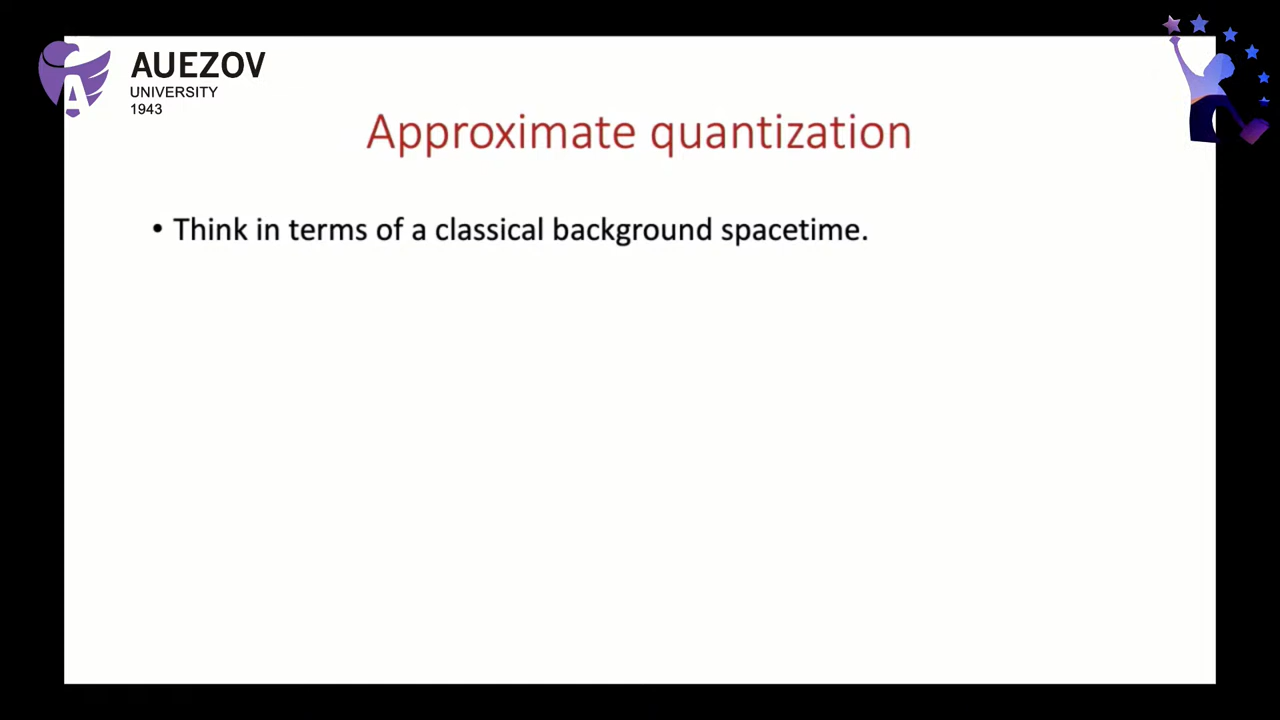 AUEZOV
UNIVERSITY
1943
Approximate quantization
• Think in terms of a classical background spacetime.